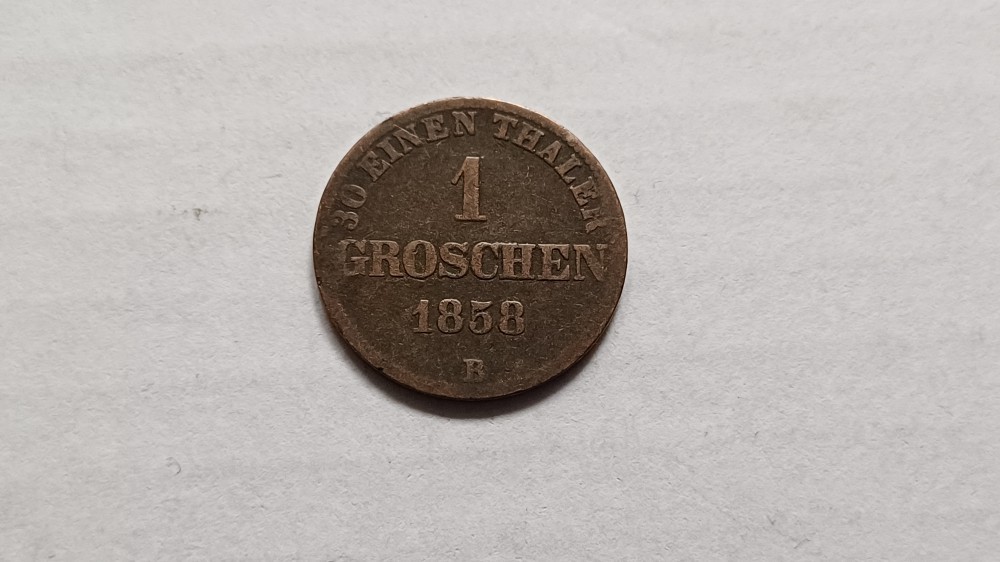 30 EINEN THALER
1
GROSCHEN
1858
B